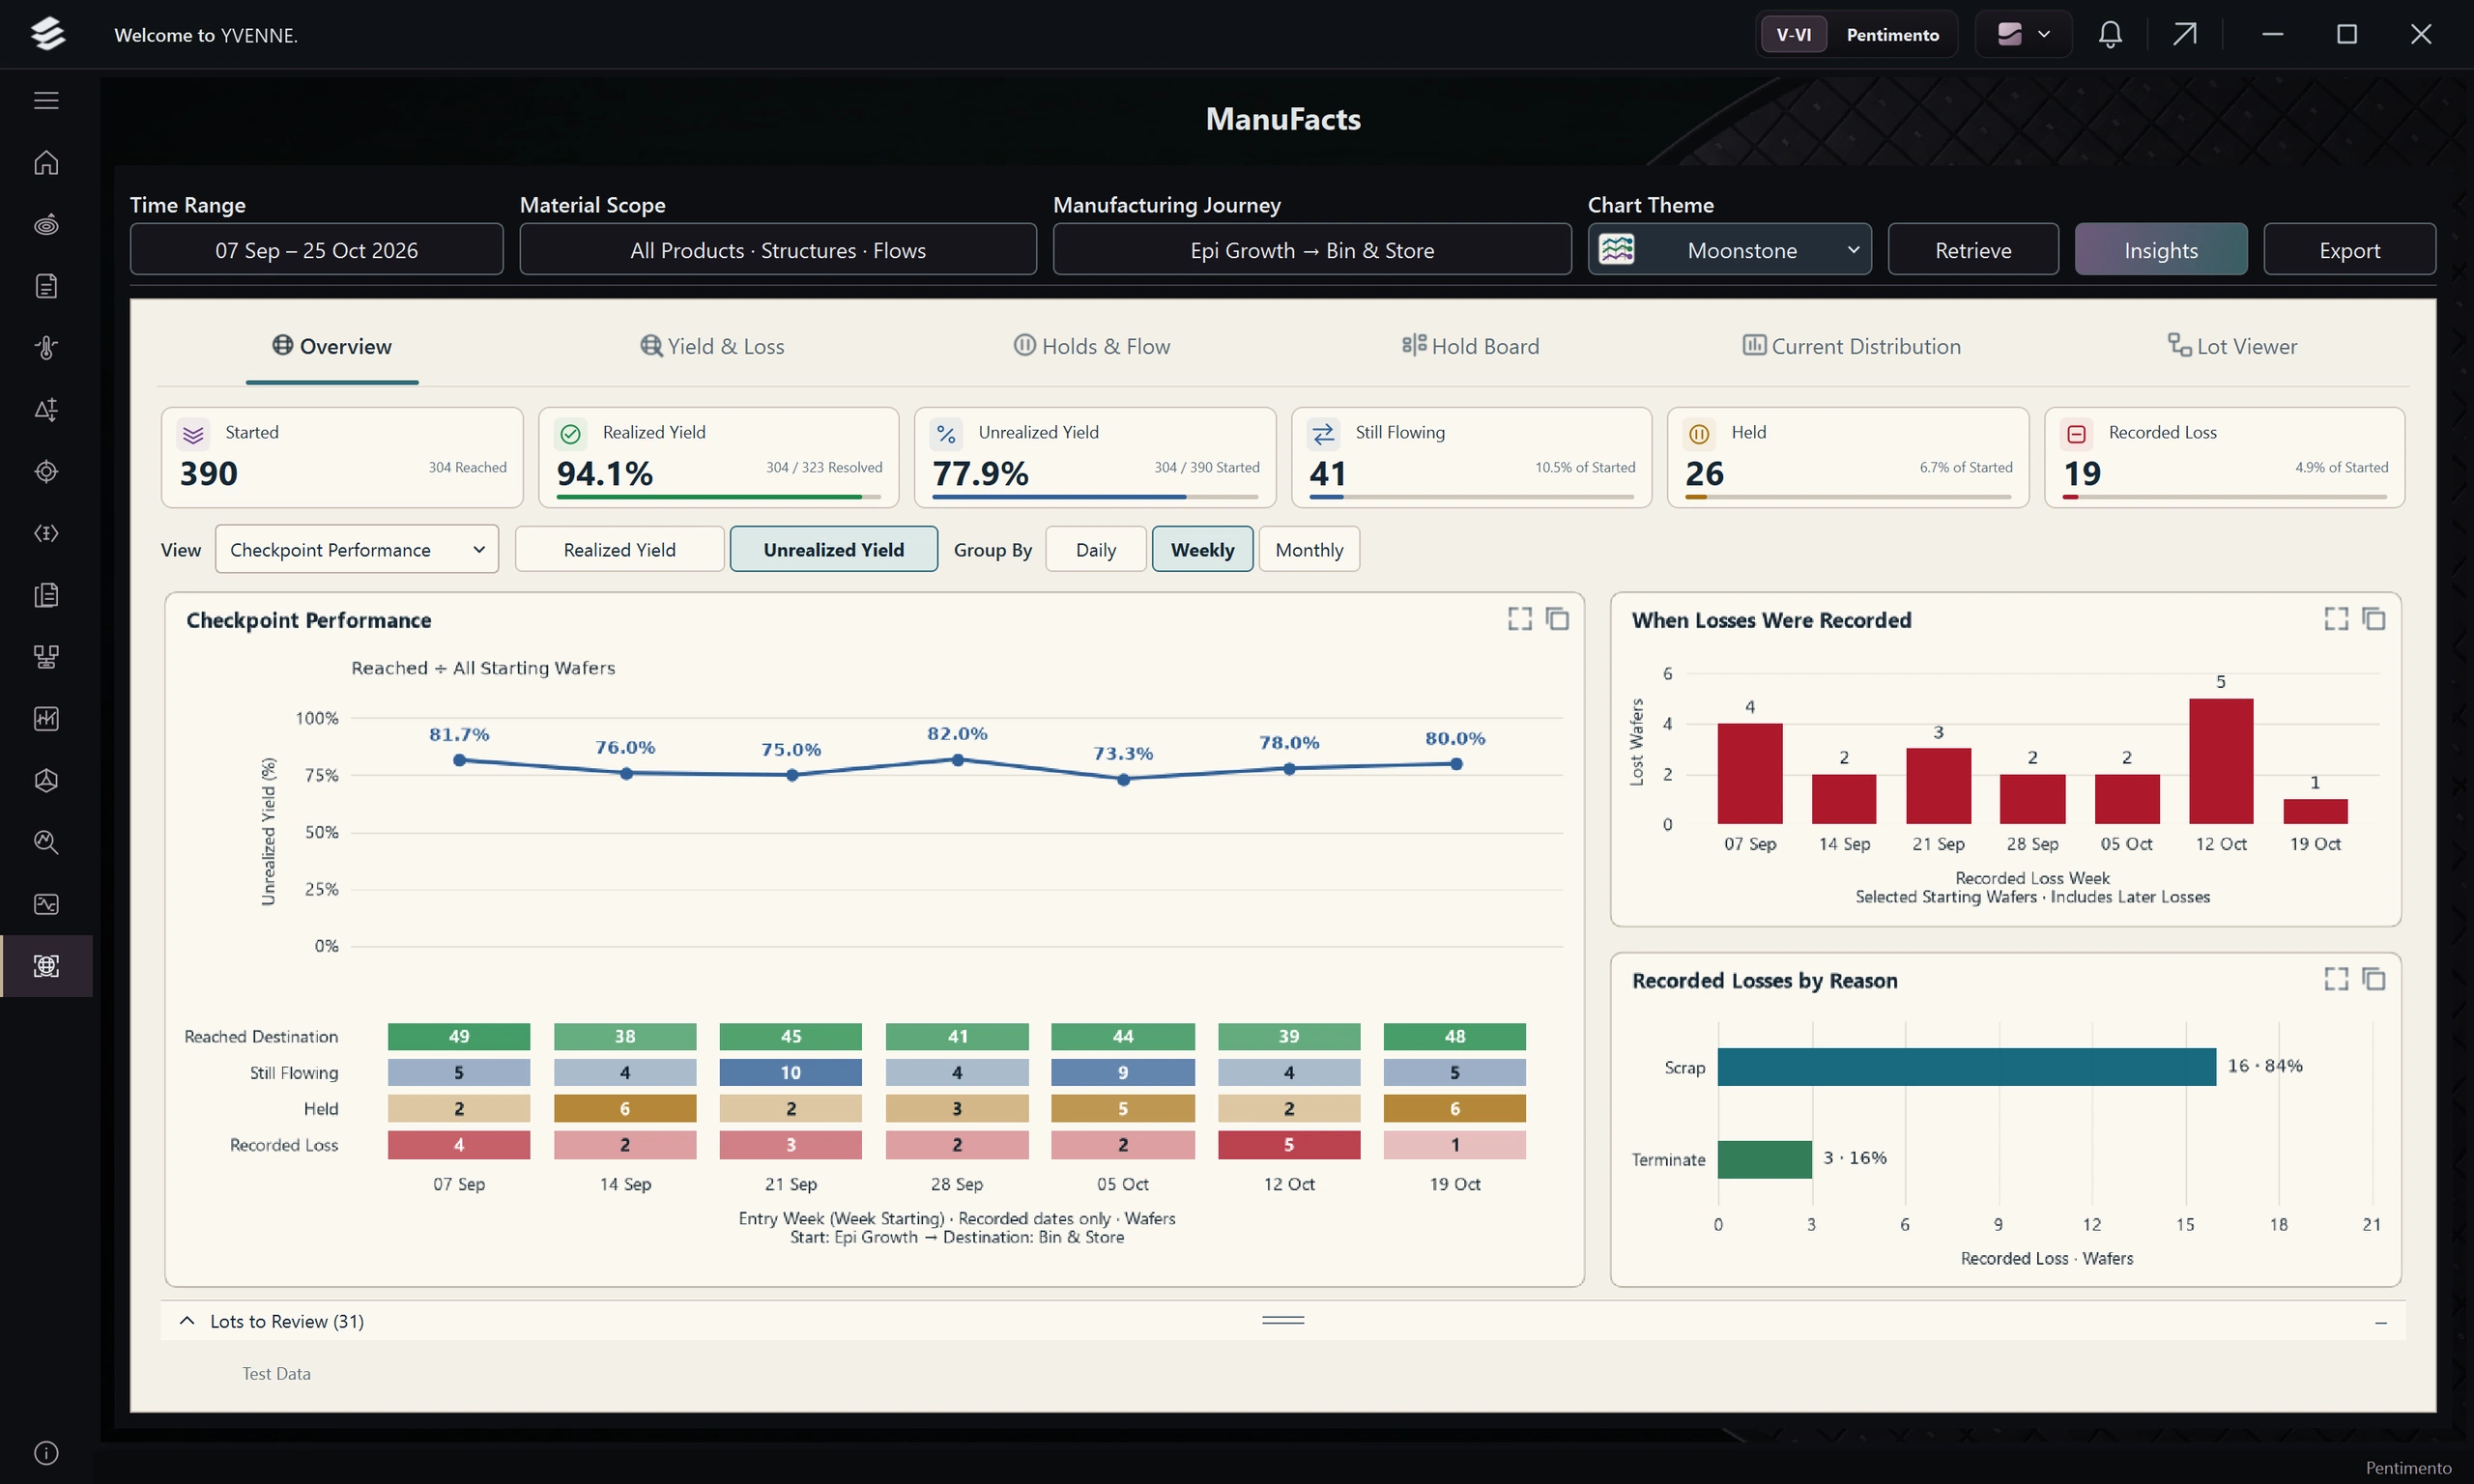 Welcome to YVENNE.
V-VI Pentimento
ManuFacts
Time Range Material Scope Manufacturing Journey Chart Theme
07 Sep – 25 Oct 2026 All Products · Structures · Flows Epi Growth → Bin & Store Moonstone Retrieve Insights Export
Overview Yield & Loss Holds & Flow Hold Board Current Distribution Lot Viewer
Started Realized Yield Unrealized Yield Still Flowing Held Recorded Loss
390 304 Reached 94.1% 304 / 323 Resolved 77.9% 304 / 390 Started 41 10.5% of Started 26 6.7% of Started 19 4.9% of Started
View Checkpoint Performance Realized Yield Unrealized Yield Group By Daily Weekly Monthly
Checkpoint Performance
Reached ÷ All Starting Wafers
Unrealized Yield (%)
100%
75%
50%
25%
0%
81.7% 76.0% 75.0% 82.0% 73.3% 78.0% 80.0%
Reached Destination 49 38 45 41 44 39 48
Still Flowing 5 4 10 4 9 4 5
Held 2 6 2 3 5 2 6
Recorded Loss 4 2 3 2 2 5 1
07 Sep 14 Sep 21 Sep 28 Sep 05 Oct 12 Oct 19 Oct
Entry Week (Week Starting) · Recorded dates only · Wafers
Start: Epi Growth → Destination: Bin & Store
When Losses Were Recorded
Lost Wafers
6
4
2
0
4 2 3 2 2 5 1
07 Sep 14 Sep 21 Sep 28 Sep 05 Oct 12 Oct 19 Oct
Recorded Loss Week
Selected Starting Wafers · Includes Later Losses
Recorded Losses by Reason
Scrap 16 · 84%
Terminate 3 · 16%
0 3 6 9 12 15 18 21
Recorded Loss · Wafers
Lots to Review (31)
Test Data
Pentimento